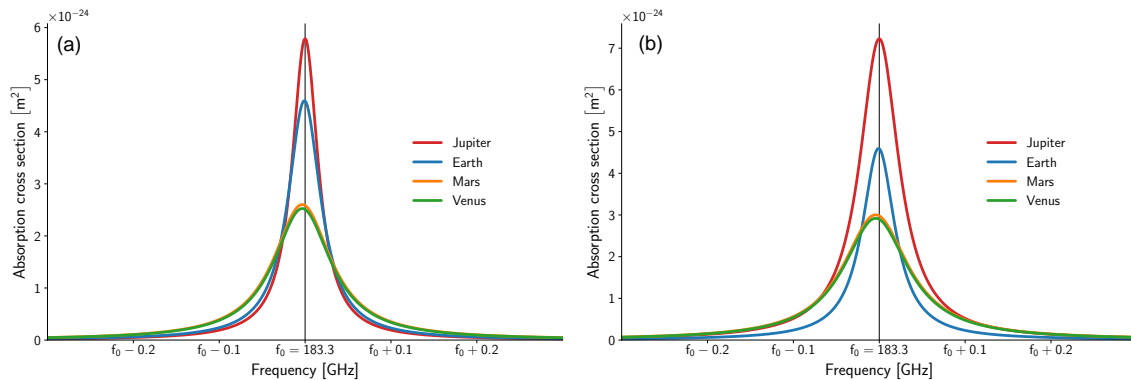 ×10−24
(a)
6
5
4
3
2
1
0
Absorption cross section [m2]
Jupiter
Earth
Mars
Venus
f0 − 0.2
f0 − 0.1
f0 = 183.3
f0 + 0.1
f0 + 0.2
Frequency [GHz]
×10−24
(b)
7
6
5
4
3
2
1
0
Absorption cross section [m2]
Jupiter
Earth
Mars
Venus
f0 − 0.2
f0 − 0.1
f0 = 183.3
f0 + 0.1
f0 + 0.2
Frequency [GHz]